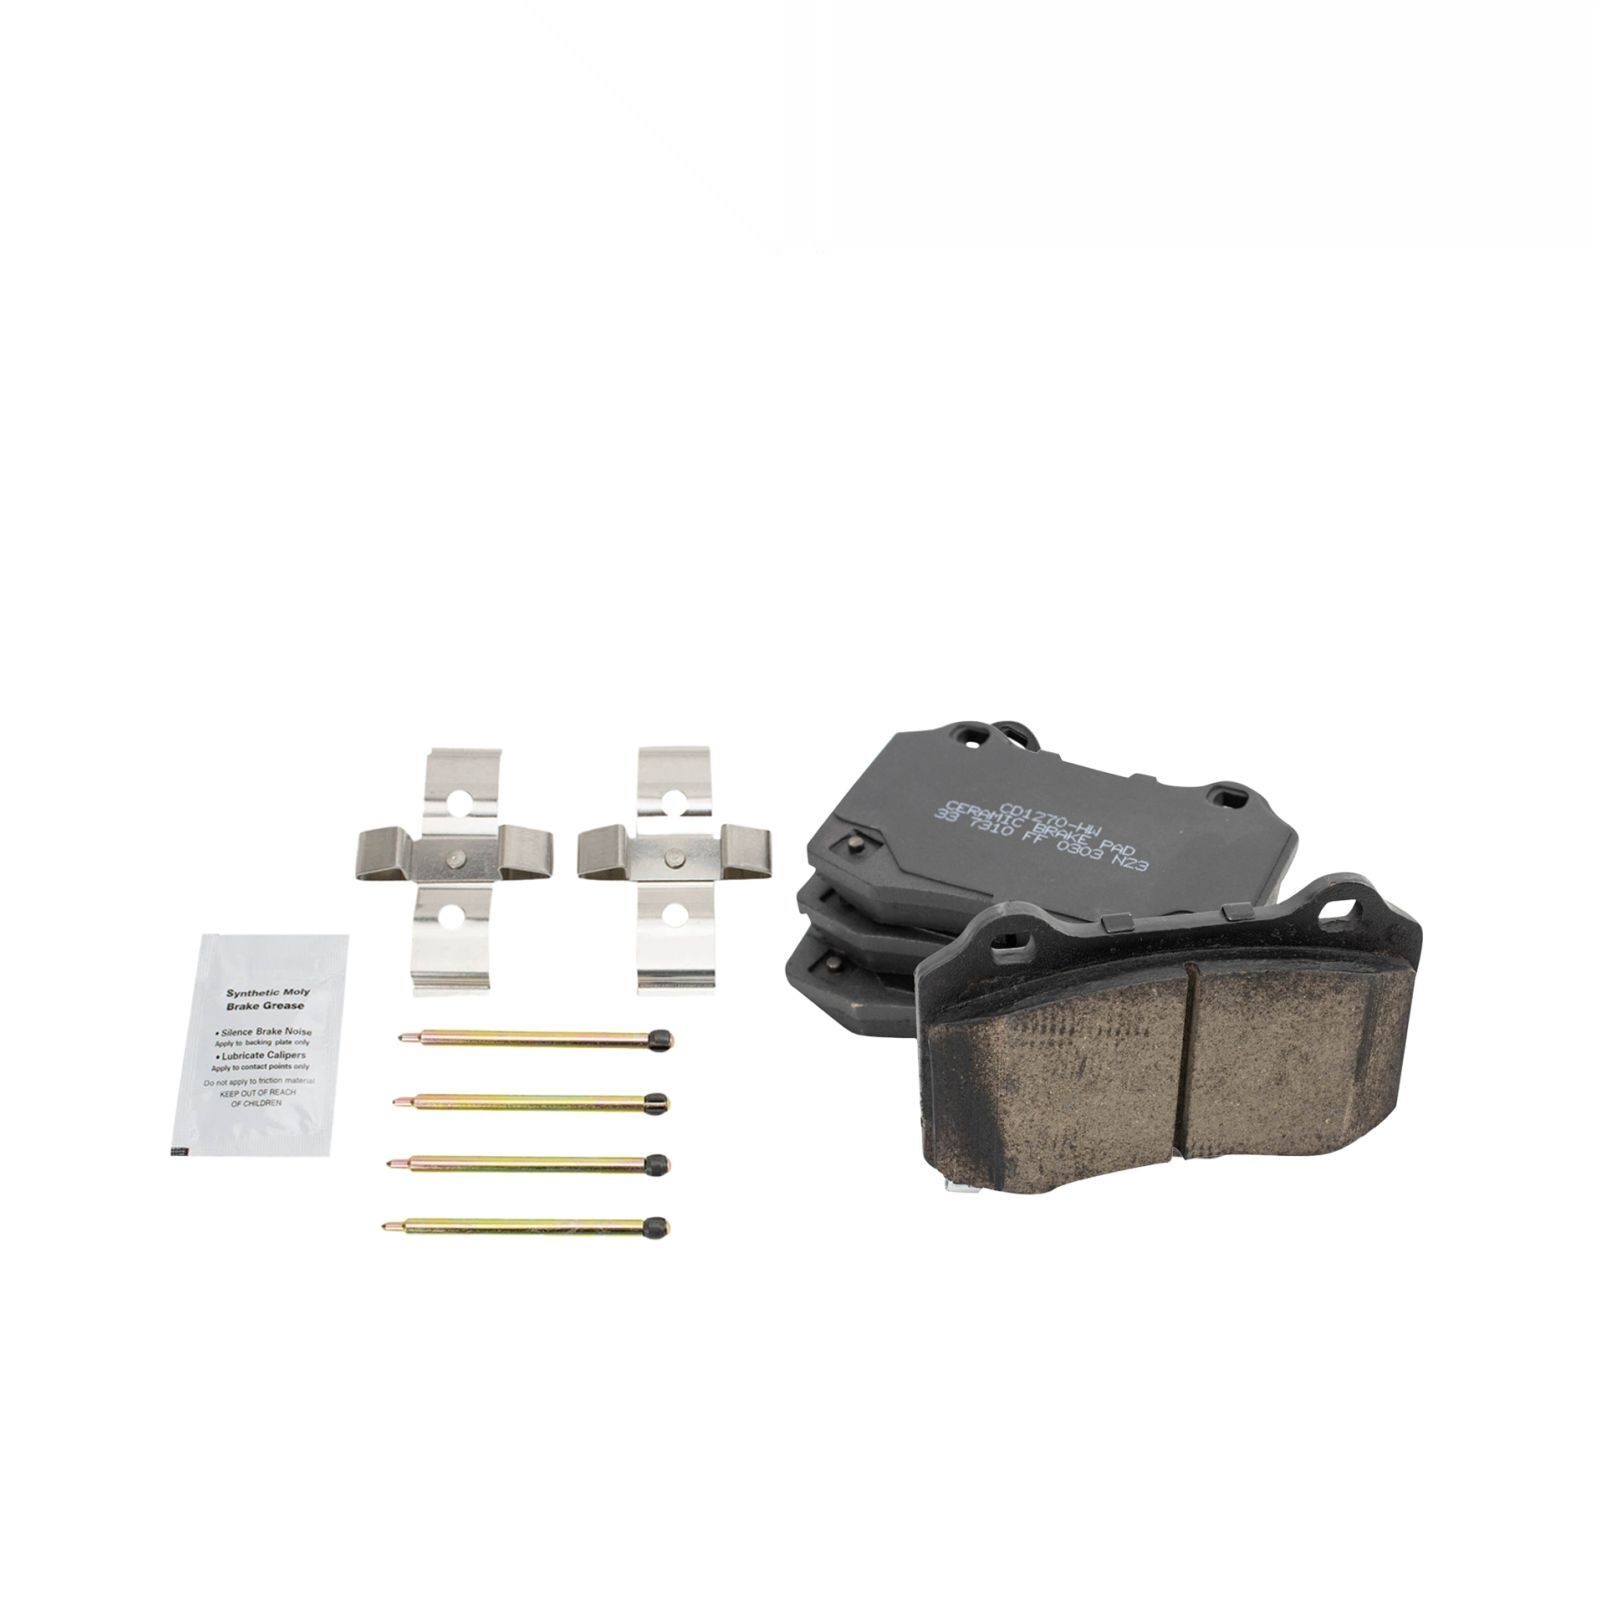 CD1270-HW
CERAMIC BRAKE PAD
33 7310 FF 0303 N23
Synthetic Moly
Brake Grease
• Silence Brake Noise
Apply to backing plate only
• Lubricate Calipers
Apply to contact points only
Do not apply to friction material
KEEP OUT OF REACH
OF CHILDREN